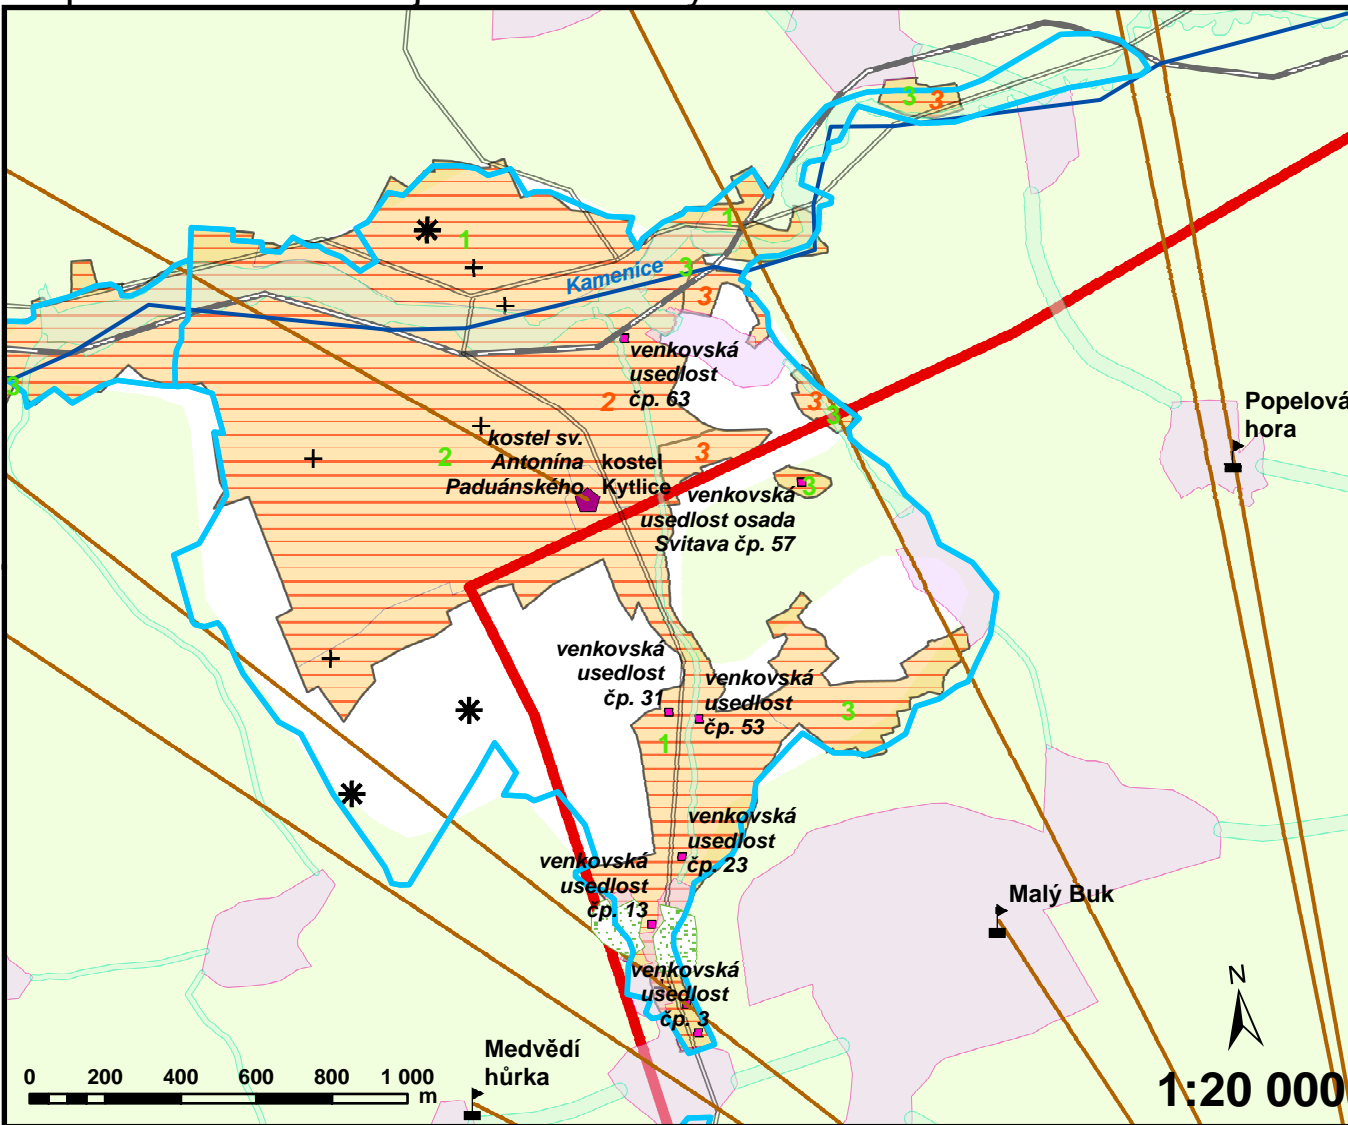 3
3
1
1
Kamenice
3
3
venkovská
usedlost
čp. 63
3
2
3
3
Popelová
hora
2
3
kostel sv.
Antonína
Paduánského
kostel
Kytlice
venkovská
usedlost osada
Svitava čp. 57
3
venkovská
usedlost
čp. 31
venkovská
usedlost
čp. 53
3
1
venkovská
usedlost
čp. 23
venkovská
usedlost
čp. 13
Malý Buk
venkovská
usedlost
čp. 3
N
Medvědí
hůrka
0 200 400 600 800 1 000
m
1:20 000